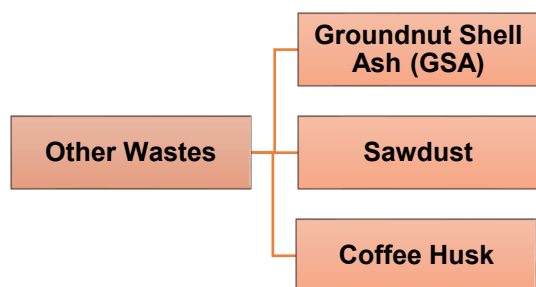 Groundnut Shell
Ash (GSA)
Other Wastes
Sawdust
Coffee Husk